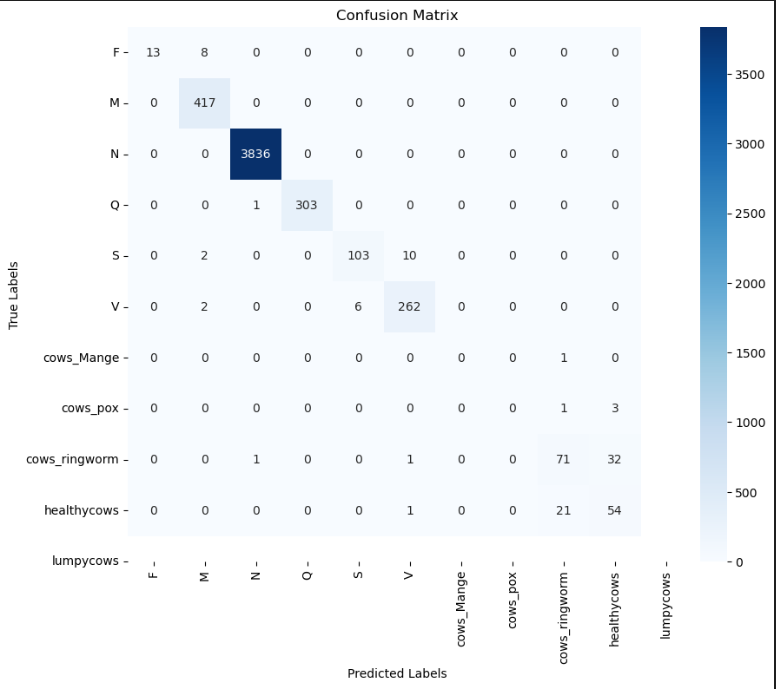 Confusion Matrix
True Labels
F 13 8 0 0 0 0 0 0 0 0
M 0 417 0 0 0 0 0 0 0 0
N 0 0 3836 0 0 0 0 0 0 0
Q 0 0 1 303 0 0 0 0 0 0
S 0 2 0 0 103 10 0 0 0 0
V 0 2 0 0 6 262 0 0 0 0
cows_Mange 0 0 0 0 0 0 0 0 1 0
cows_pox 0 0 0 0 0 0 0 0 1 3
cows_ringworm 0 0 1 0 0 1 0 0 71 32
healthycows 0 0 0 0 0 1 0 0 21 54
lumpycows
F M N Q S V cows_Mange cows_pox cows_ringworm healthycows lumpycows
Predicted Labels
3500
3000
2500
2000
1500
1000
500
0